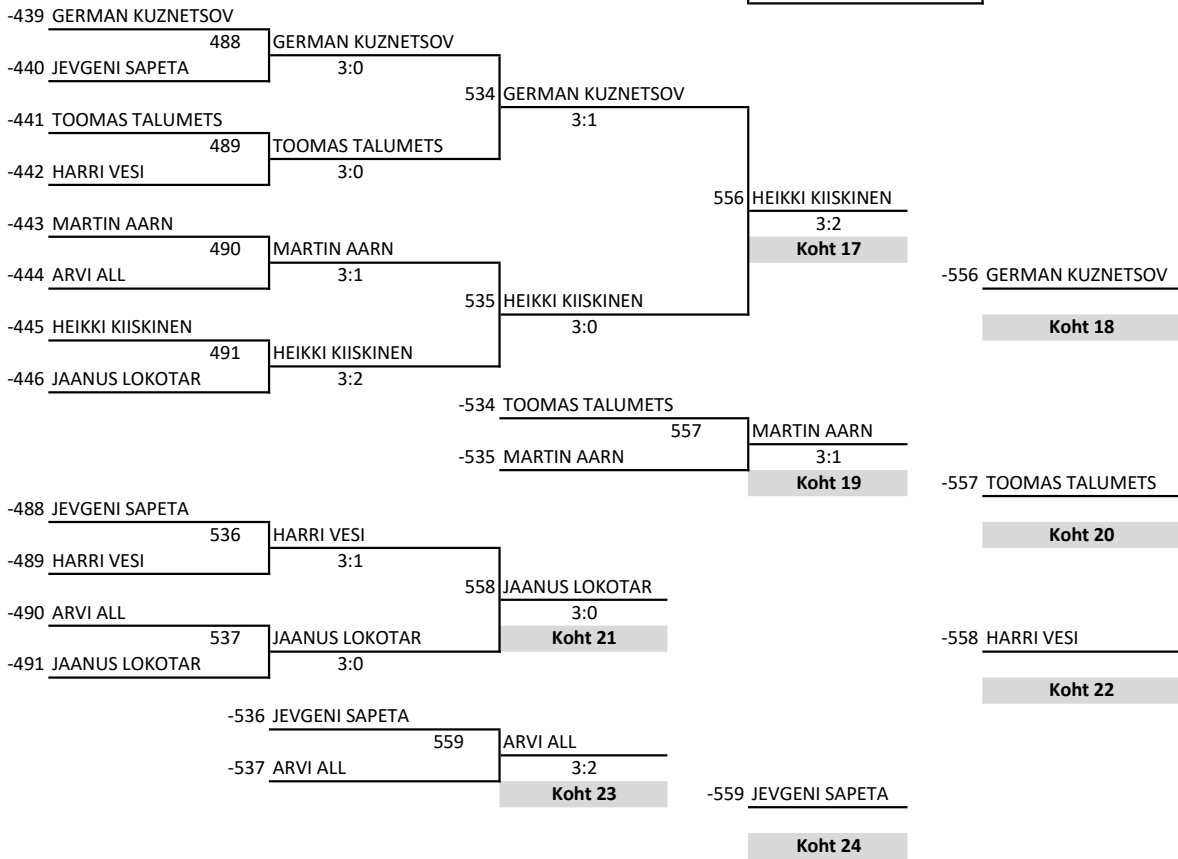 -439 GERMAN KUZNETSOV
488 GERMAN KUZNETSOV
-440 JEVGENI SAPETA 3:0
534 GERMAN KUZNETSOV
-441 TOOMAS TALUMETS 3:1
489 TOOMAS TALUMETS
-442 HARRI VESI 3:0
556 HEIKKI KIISKINEN
-443 MARTIN AARN 3:2
490 MARTIN AARN Koht 17
-444 ARVI ALL 3:1 -556 GERMAN KUZNETSOV
535 HEIKKI KIISKINEN
-445 HEIKKI KIISKINEN 3:0 Koht 18
491 HEIKKI KIISKINEN
-446 JAANUS LOKOTAR 3:2
-534 TOOMAS TALUMETS
557 MARTIN AARN
-535 MARTIN AARN 3:1
Koht 19 -557 TOOMAS TALUMETS
-488 JEVGENI SAPETA
536 HARRI VESI Koht 20
-489 HARRI VESI 3:1
558 JAANUS LOKOTAR
-490 ARVI ALL 3:0
537 JAANUS LOKOTAR Koht 21 -558 HARRI VESI
-491 JAANUS LOKOTAR 3:0
Koht 22
-536 JEVGENI SAPETA
559 ARVI ALL
-537 ARVI ALL 3:2
Koht 23 -559 JEVGENI SAPETA
Koht 24